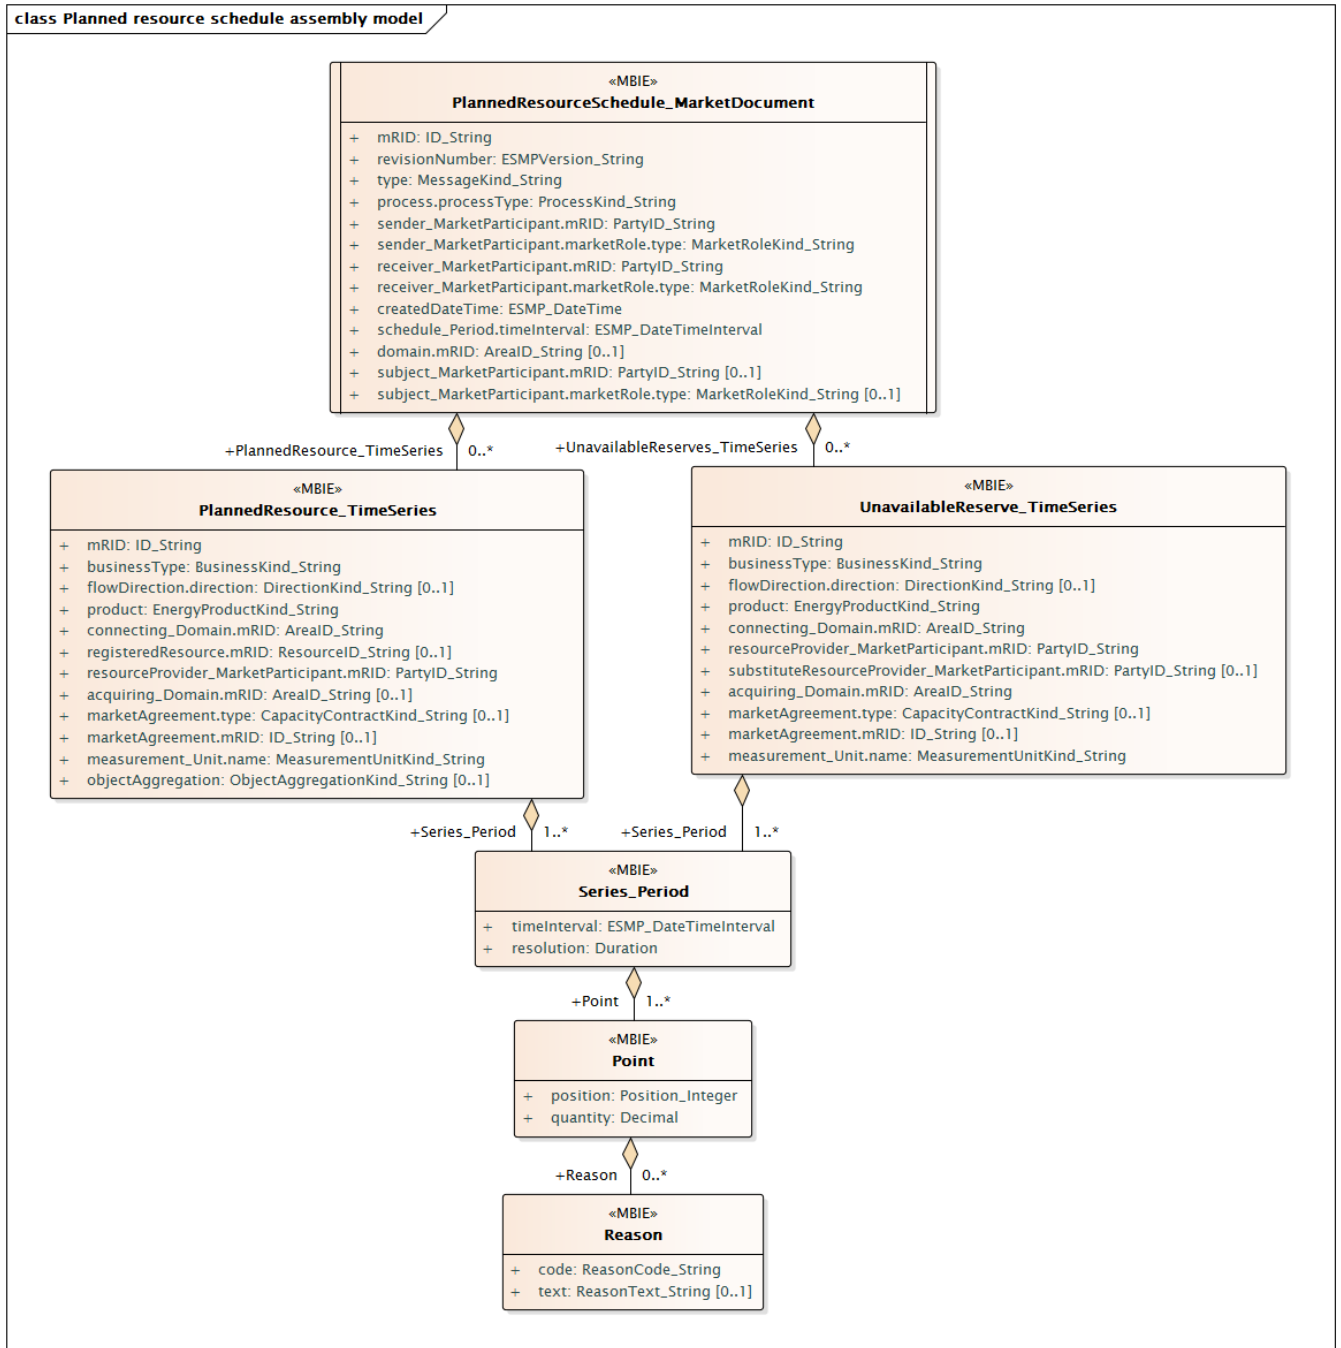 class Planned resource schedule assembly model
«MBIE»
PlannedResourceSchedule_MarketDocument
+ mRID: ID_String
+ revisionNumber: ESMPVersion_String
+ type: MessageKind_String
+ process.processType: ProcessKind_String
+ sender_MarketParticipant.mRID: PartyID_String
+ sender_MarketParticipant.marketRole.type: MarketRoleKind_String
+ receiver_MarketParticipant.mRID: PartyID_String
+ receiver_MarketParticipant.marketRole.type: MarketRoleKind_String
+ createdDateTime: ESMP_DateTime
+ schedule_Period.timeInterval: ESMP_DateTimeInterval
+ domain.mRID: AreaID_String [0..1]
+ subject_MarketParticipant.mRID: PartyID_String [0..1]
+ subject_MarketParticipant.marketRole.type: MarketRoleKind_String [0..1]
+PlannedResource_TimeSeries 0..*
+UnavailableReserves_TimeSeries 0..*
«MBIE»
PlannedResource_TimeSeries
+ mRID: ID_String
+ businessType: BusinessKind_String
+ flowDirection.direction: DirectionKind_String [0..1]
+ product: EnergyProductKind_String
+ connecting_Domain.mRID: AreaID_String
+ registeredResource.mRID: ResourceID_String [0..1]
+ resourceProvider_MarketParticipant.mRID: PartyID_String
+ acquiring_Domain.mRID: AreaID_String [0..1]
+ marketAgreement.type: CapacityContractKind_String [0..1]
+ marketAgreement.mRID: ID_String [0..1]
+ measurement_Unit.name: MeasurementUnitKind_String
+ objectAggregation: ObjectAggregationKind_String [0..1]
«MBIE»
UnavailableReserve_TimeSeries
+ mRID: ID_String
+ businessType: BusinessKind_String
+ flowDirection.direction: DirectionKind_String [0..1]
+ product: EnergyProductKind_String
+ connecting_Domain.mRID: AreaID_String
+ resourceProvider_MarketParticipant.mRID: PartyID_String
+ substituteResourceProvider_MarketParticipant.mRID: PartyID_String [0..1]
+ acquiring_Domain.mRID: AreaID_String
+ marketAgreement.type: CapacityContractKind_String [0..1]
+ marketAgreement.mRID: ID_String [0..1]
+ measurement_Unit.name: MeasurementUnitKind_String
+Series_Period 1..*
+Series_Period 1..*
«MBIE»
Series_Period
+ timeInterval: ESMP_DateTimeInterval
+ resolution: Duration
+Point 1..*
«MBIE»
Point
+ position: Position_Integer
+ quantity: Decimal
+Reason 0..*
«MBIE»
Reason
+ code: ReasonCode_String
+ text: ReasonText_String [0..1]